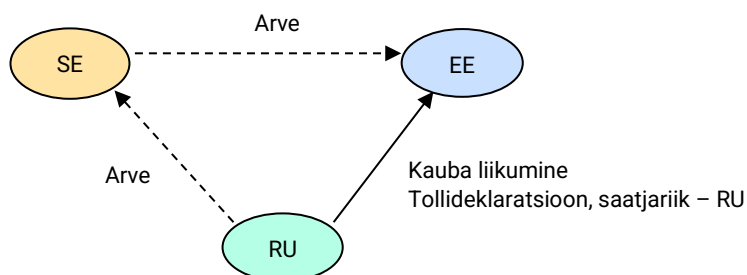 Arve
SE
EE
Arve
Kauba liikumine
Tollideklaratsioon, saatjariik – RU
RU